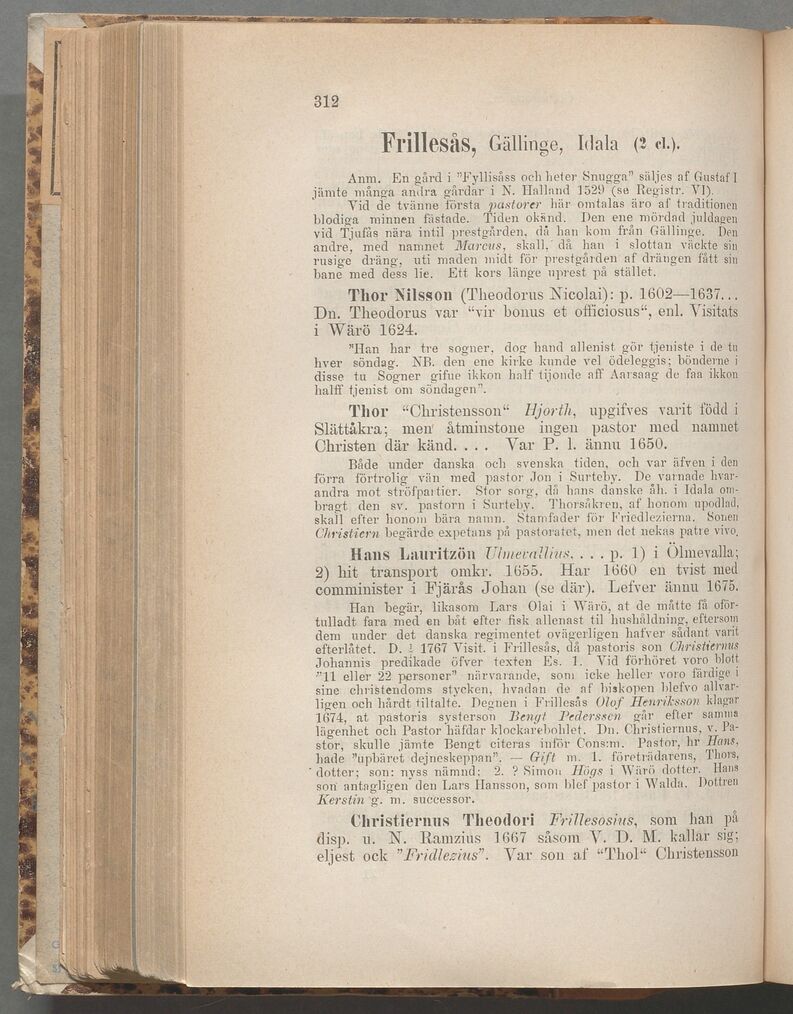 312
Frillesås, Gällinge, Idala (2 cl.).
Anm. En gård i "Fyllisåss och heter Snugga" säljes af Gustaf I
jämte många andra gårdar i N. Halland 1529 (se Registr. VI).
Vid de tvänne första pastorer här omtalas äro af traditionen
blodiga minnen fästade. Tiden okänd. Den ene mördad juldagen
vid Tjufås nära intil prestgården, då han kom från Gällinge. Den
andre, med namnet Marcus, skall, då han i slottan väckte sin
rusige dräng, uti maden midt för prestgården af drängen fått sin
bane med dess lie. Ett kors länge uprest på stället.
Thor Nilsson (Theodorus Nicolai): p. 1602—1637...
Dn. Theodorus var “vir bonus et officiosus“, enl. Visitats
i Wärö 1624.
"Han har tre sogner, dog hand allenist gör tjeniste i de tu
hver söndag. NB. den ene kirke kunde vel ödeleggis; bönderne i
disse tu Sogner gifue ikkon half tijonde aff Aarsaag de faa ikkon
halff tjenist om söndagen".
Thor “Christensson“ Hjorth, upgifves varit född i
Slättåkra; men åtminstone ingen pastor med namnet
Christen där känd. . . . Var P. l. ännu 1650.
Både under danska och svenska tiden, och var äfven i den
förra förtrolig vän med pastor Jon i Surteby. De varnade hvar-
andra mot ströfpartier. Stor sorg, då hans danske åh. i Idala om-
bragt den sv. pastorn i Surteby. Thorsåkren, af honom upodlad,
skall efter honom bära namn. Stamfader för Friedlezierna. Sonen
Christiern begärde expetans på pastoratet, men det nekas patre vivo.
Hans Lauritzön Ulmevallius. . . . p. 1) i Ölmevalla;
2) hit transport omkr. 1655. Har 1660 en tvist med
comminister i Fjärås Johan (se där). Lefver ännu 1675.
Han begär, likasom Lars Olai i Wärö, at de måtte få oför-
tulladt fara med en båt efter fisk allenast til hushåldning, eftersom
dem under det danska regimentet ovägerligen hafver sådant varit
efterlåtet. D. 1767 Visit. i Frillesås, då pastoris son Christiernus
Johannis predikade öfver texten Es. 1. Vid förhöret voro blott
"11 eller 22 personer" närvarande, som icke heller voro färdige i
sine christendoms stycken, hvadan de af biskopen blefvo allvar-
ligen och hårdt tiltalte. Degnen i Frillesås Olof Henriksson klagar
1674, at pastoris systerson Bengt Pederssen går efter samma
lägenhet och Pastor häfdar klockarebohlet. Dn. Christiernus, v. Pa-
stor, skulle jämte Bengt citeras inför Cons:m. Pastor, hr Hans,
hade "upbäret dejneskeppan". — Gift m. 1. företrädarens, Thors,
dotter; son: nyss nämnd; 2. ? Simon Högs i Wärö dotter. Hans
son antagligen den Lars Hansson, som blef pastor i Walda. Dottren
Kerstin g. m. successor.
Christiernus Theodori Frillesosius, som han på
disp. u. N. Ramzius 1667 såsom V. D. M. kallar sig;
eljest ock "Fridlezius". Var son af “Thol“ Christensson